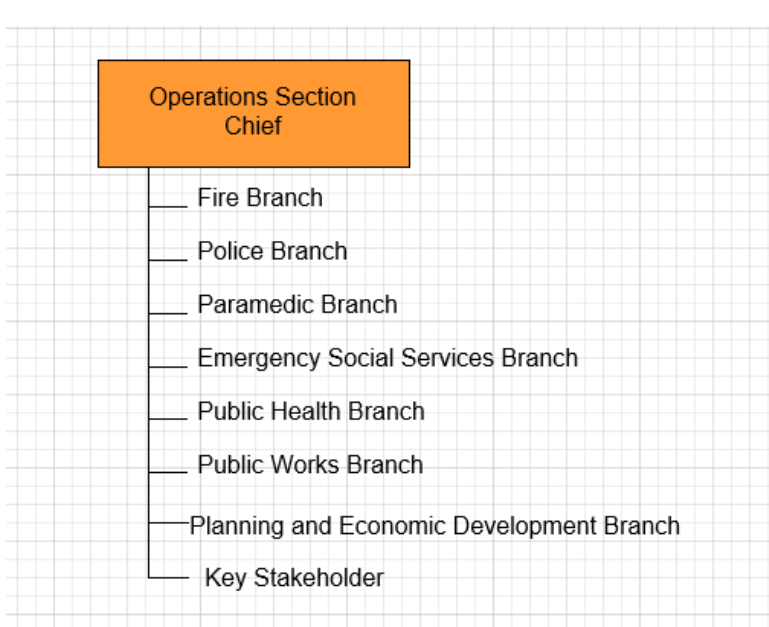 Operations Section
Chief
Fire Branch
Police Branch
Paramedic Branch
Emergency Social Services Branch
Public Health Branch
Public Works Branch
Planning and Economic Development Branch
Key Stakeholder